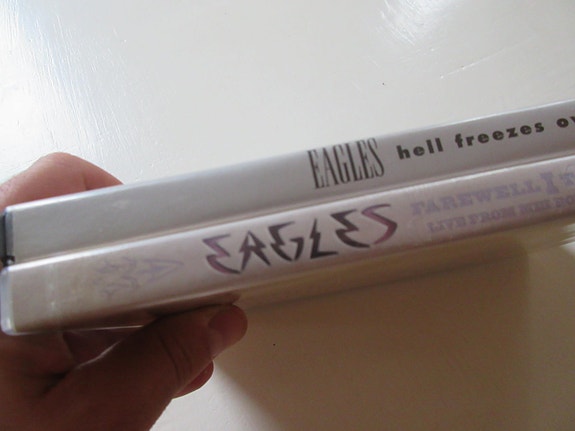 EAGLES hell freezes ov
EAGLES FAREWELL I T
LIVE FROM